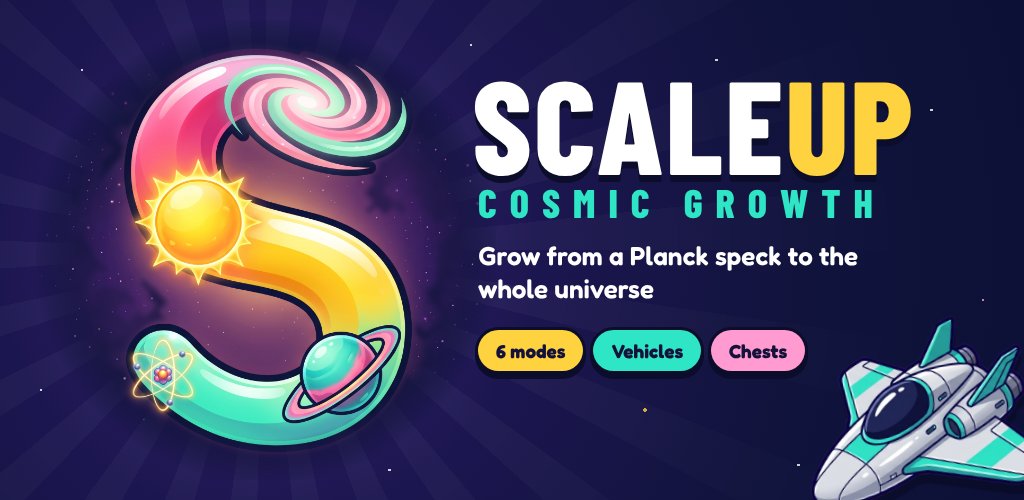 S
SCALEUP
COSMIC GROWTH
Grow from a Planck speck to the
whole universe
6 modes Vehicles Chests